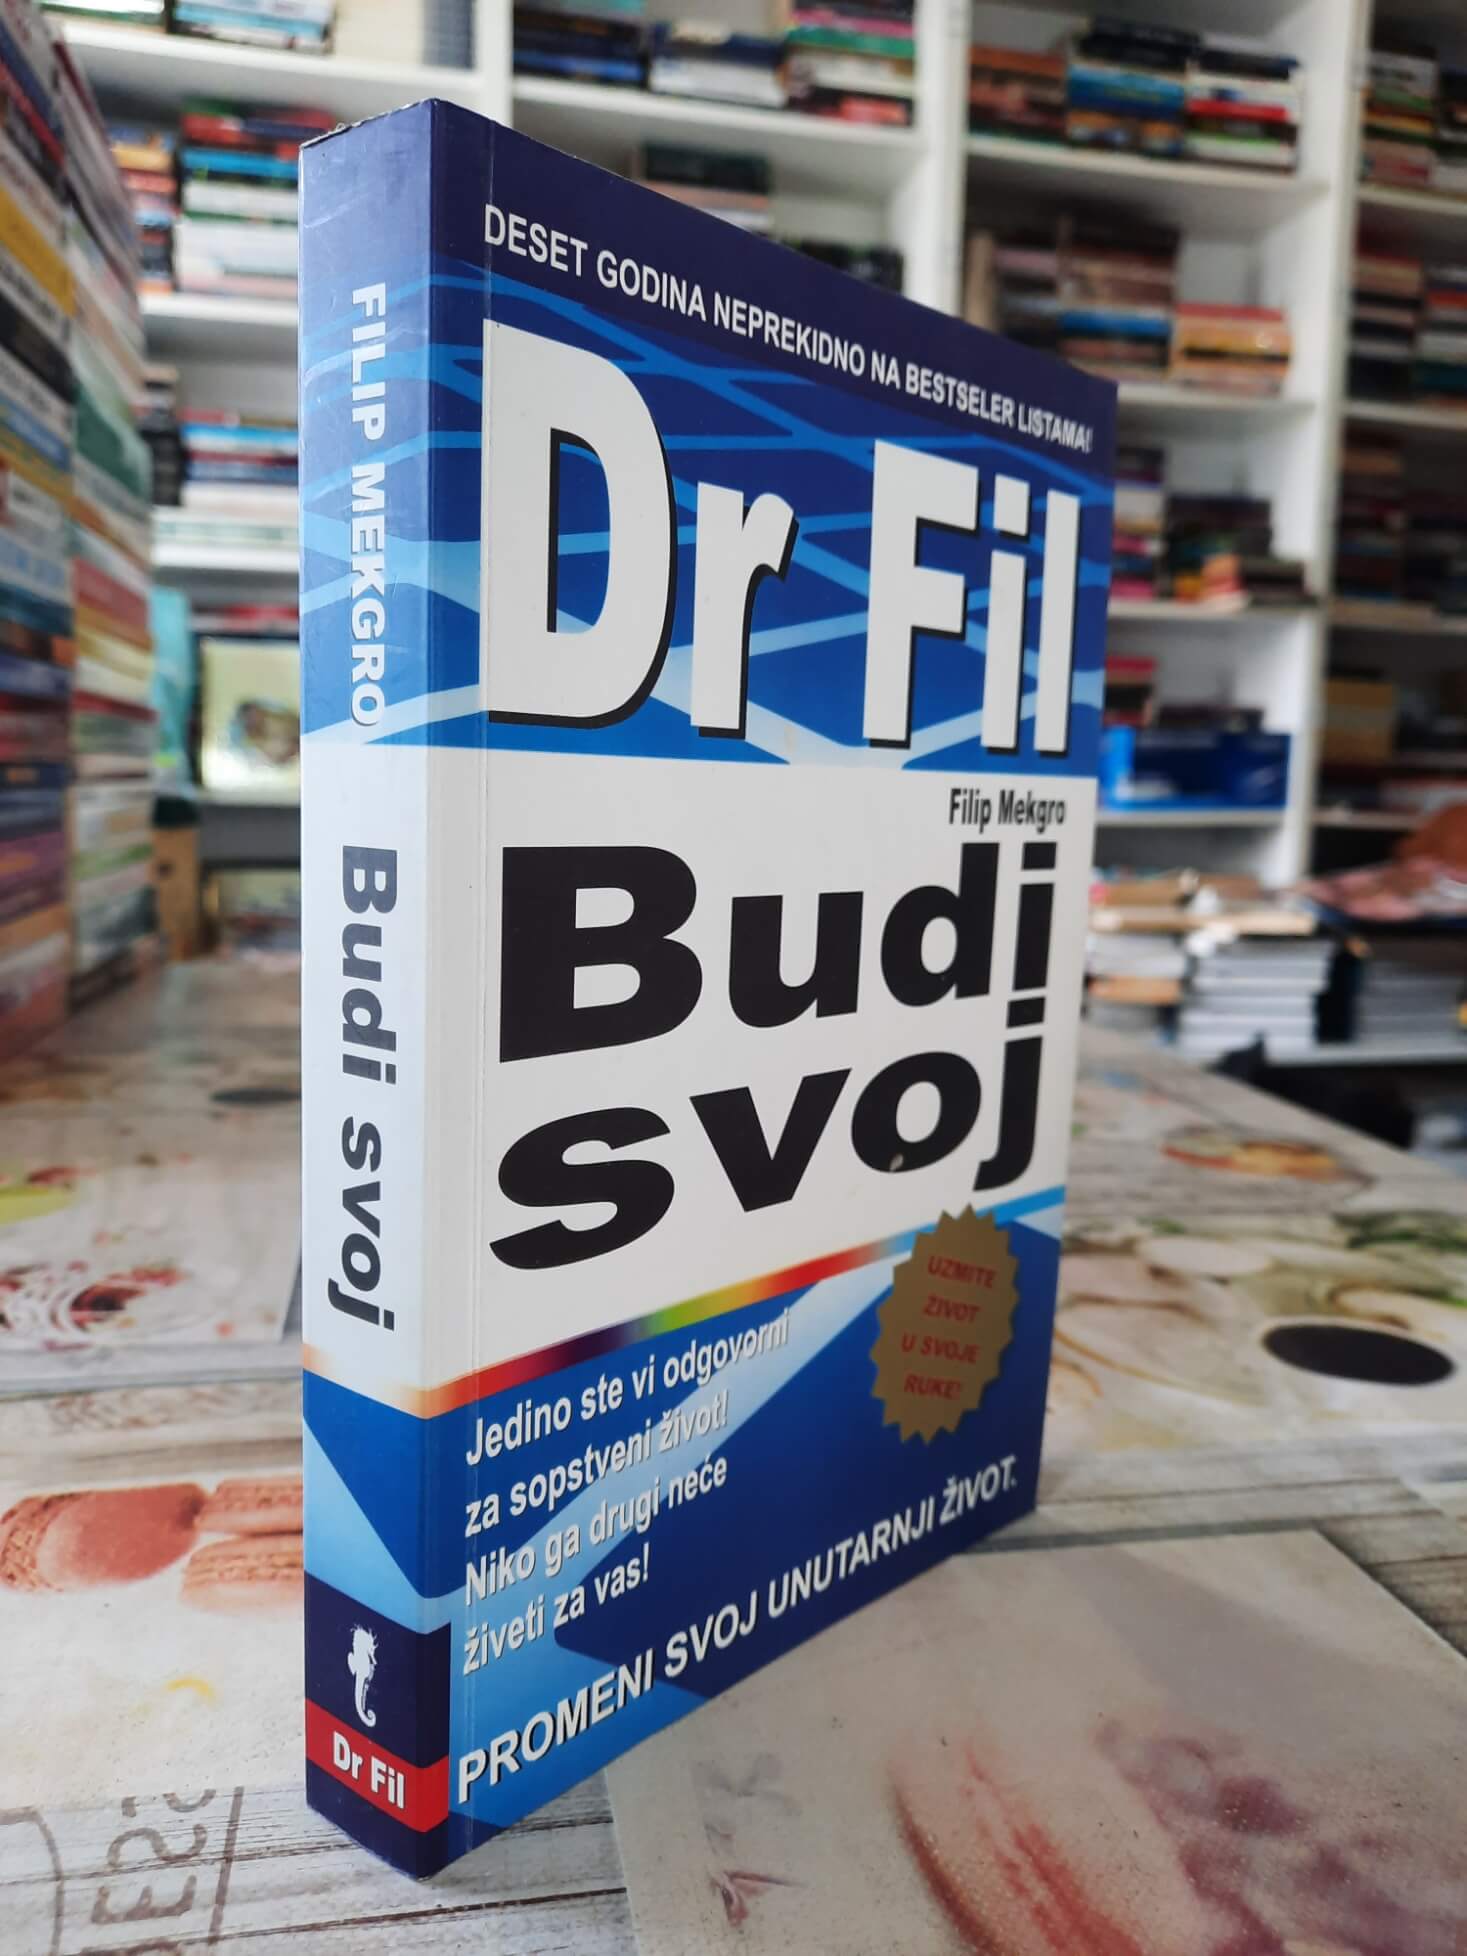 FILIP MEKGRO
Budi svoj
Dr Fil
DESET GODINA NEPREKIDNO NA BESTSELER LISTAMA!
Dr Fil
Filip Mekgro
Budi
svoj
UZMITE
ŽIVOT
U SVOJE
RUKE!
Jedino ste vi odgovorni
za sopstveni život!
Niko ga drugi neće
živeti za vas!
PROMENI SVOJ UNUTARNJI ŽIVOT.